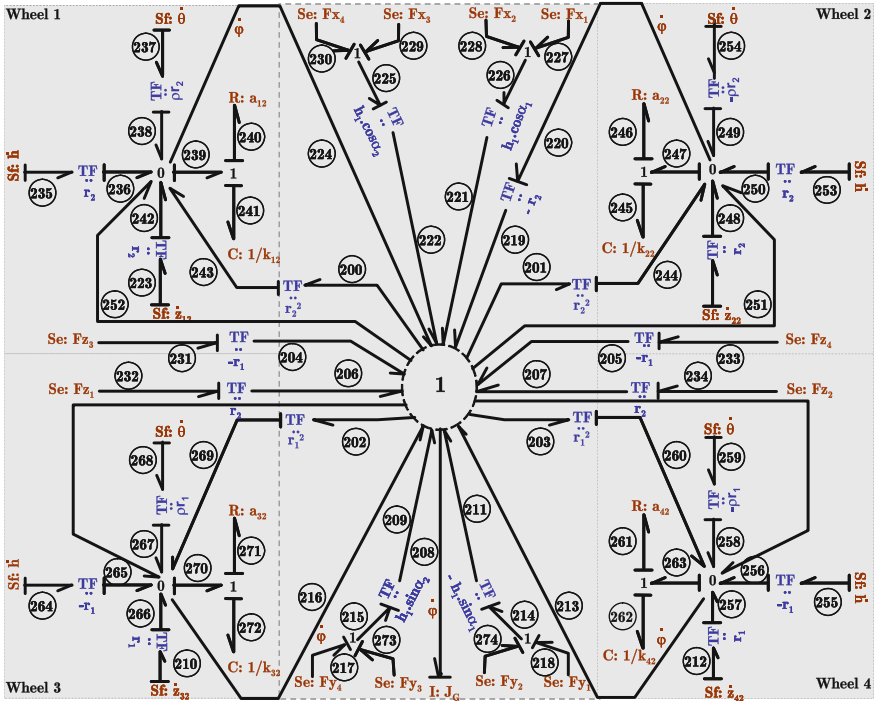 Wheel 1
Sf: θ̇
φ̇
Se: Fx₄
Se: Fx₃
Se: Fx₂
Se: Fx₁
φ̇
Sf: θ̇
Wheel 2
237
230
229
228
227
254
1
1
225
226
TF
ρr₂
R: a₁₂
TF
h₁.cosα₂
TF
h₁.cosα₁
R: a₂₂
TF
-ρr₂
238
240
224
220
246
249
239
247
Sf: ḣ
TF
r₂
0
1
1
0
TF
r₂
Sf: ḣ
235
236
250
253
TF
- r₂
242
241
221
245
248
222
219
TF
r₂
243
C: 1/k₁₂
C: 1/k₂₂
244
TF
r₂
223
200
201
252
TF
r₂²
TF
r₂²
251
Sf: ż₁₂
Sf: ż₂₂
Se: Fz₃
TF
-r₁
TF
-r₁
Se: Fz₄
231
204
205
233
232
206
1
207
234
Se: Fz₁
TF
r₂
TF
r₂
Se: Fz₂
TF
r₁²
TF
r₁²
202
203
Sf: θ̇
Sf: θ̇
268
269
260
259
TF
ρr₁
R: a₃₂
209
211
R: a₄₂
TF
-ρr₁
267
271
208
261
258
265
270
263
256
Sf: ḣ
TF
-r₁
0
1
TF
h₁.sinα₂
TF
- h₁.sinα₁
1
0
TF
-r₁
Sf: ḣ
264
216
φ̇
213
255
266
272
215
214
262
257
TF
r₁
φ̇
1
273
274
1
φ̇
TF
r₁
210
217
218
212
C: 1/k₃₂
C: 1/k₄₂
Wheel 3
Sf: ż₃₂
Se: Fy₄
Se: Fy₃
I: J_G
Se: Fy₂
Se: Fy₁
Sf: ż₄₂
Wheel 4